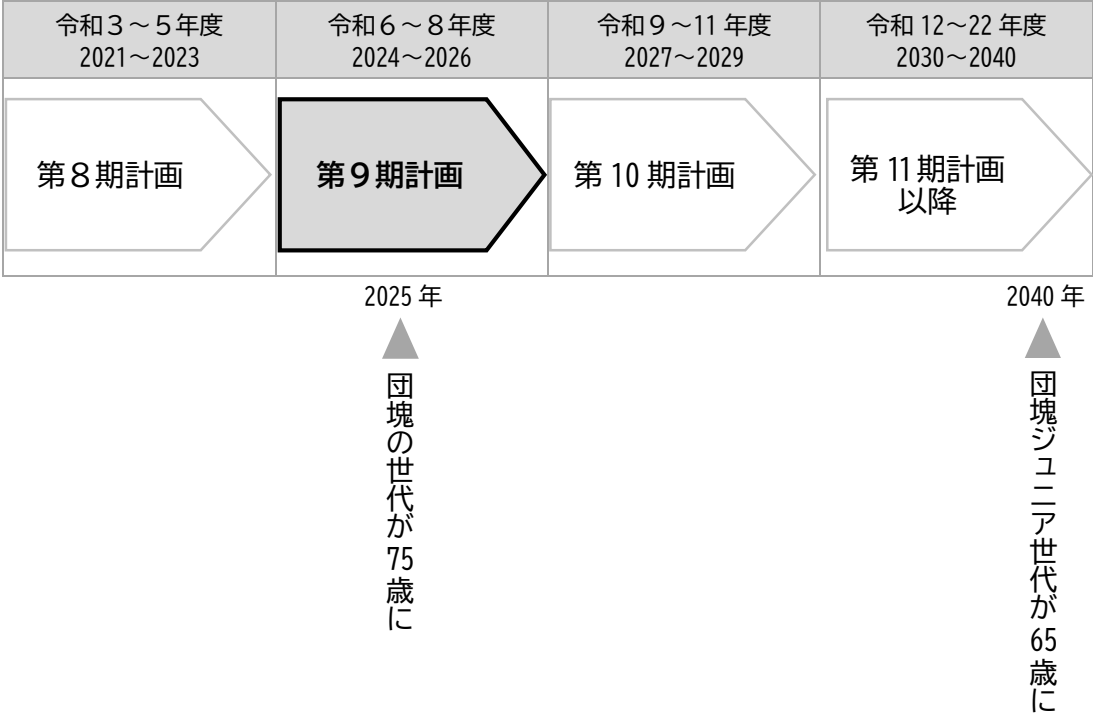 令和３～５年度
2021～2023
令和６～８年度
2024～2026
令和９～11 年度
2027～2029
令和 12～22 年度
2030～2040
第８期計画
第９期計画
第 10 期計画
第 11 期計画
以降
2025 年
2040 年
団塊の世代が 75 歳に
団塊ジュニア世代が 65 歳に